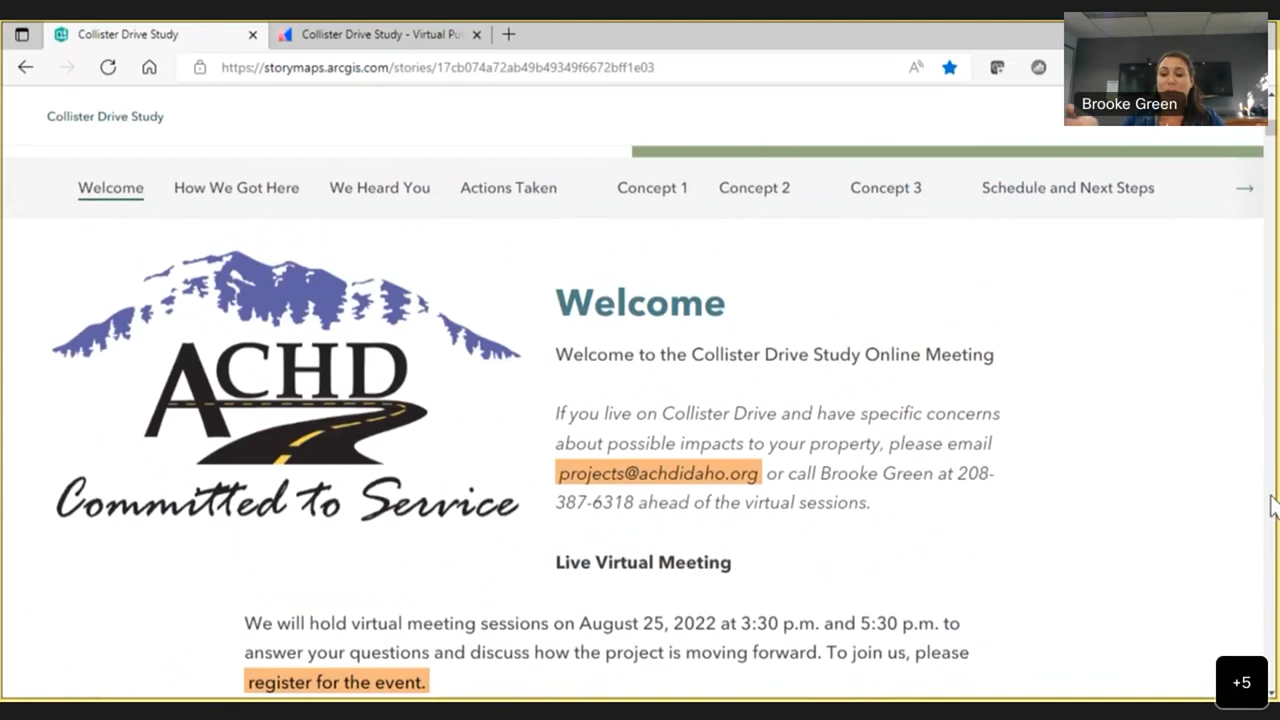 Collister Drive Study
Collister Drive Study - Virtual Pu
https://storymaps.arcgis.com/stories/17cb074a72ab49b49349f6672bff1e03
Brooke Green
Collister Drive Study
Welcome How We Got Here We Heard You Actions Taken Concept 1 Concept 2 Concept 3 Schedule and Next Steps
ACHD
Committed to Service
Welcome
Welcome to the Collister Drive Study Online Meeting
If you live on Collister Drive and have specific concerns
about possible impacts to your property, please email
projects@achdidaho.org or call Brooke Green at 208-
387-6318 ahead of the virtual sessions.
Live Virtual Meeting
We will hold virtual meeting sessions on August 25, 2022 at 3:30 p.m. and 5:30 p.m. to
answer your questions and discuss how the project is moving forward. To join us, please
register for the event.
+5